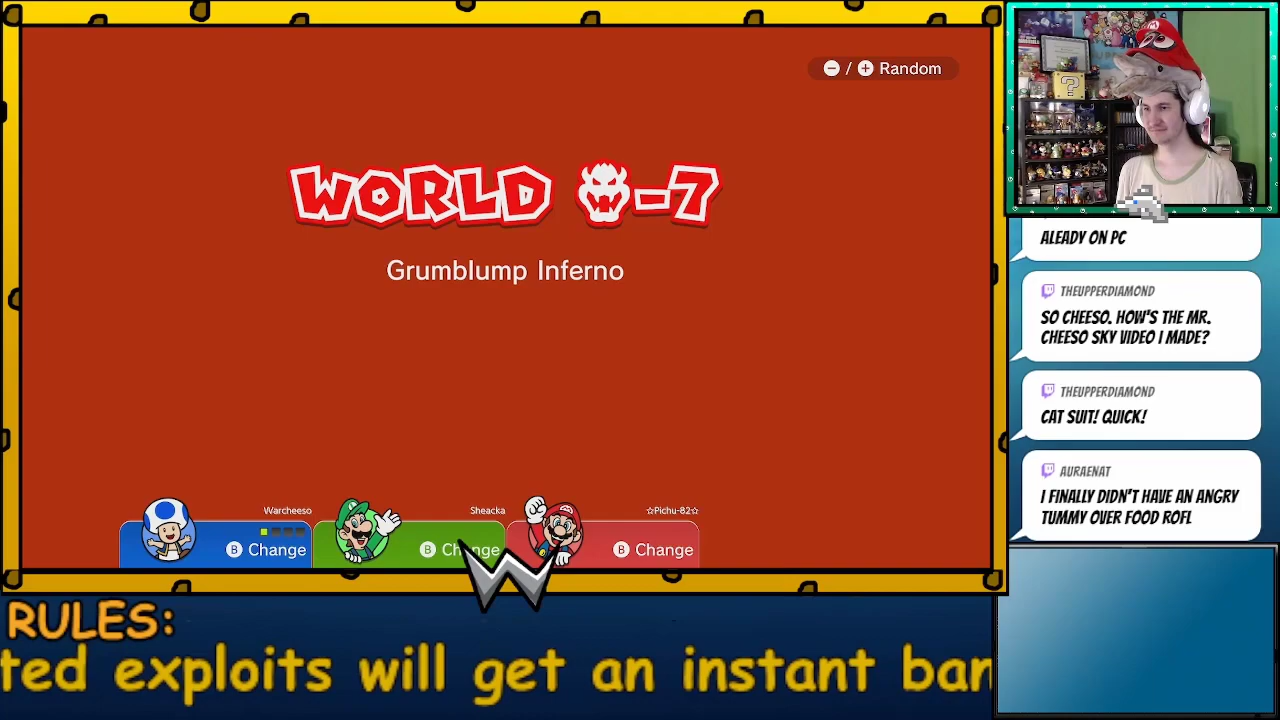 − / + Random
WORLD -7
Grumblump Inferno
Warcheeso
B Change
Sheacka
B Change
☆Pichu-82☆
B Change
W
RULES:
ted exploits will get an instant ban
ALEADY ON PC
THEUPPERDIAMOND
SO CHEESO. HOW'S THE MR.
CHEESO SKY VIDEO I MADE?
THEUPPERDIAMOND
CAT SUIT! QUICK!
AURAENAT
I FINALLY DIDN'T HAVE AN ANGRY
TUMMY OVER FOOD ROFL